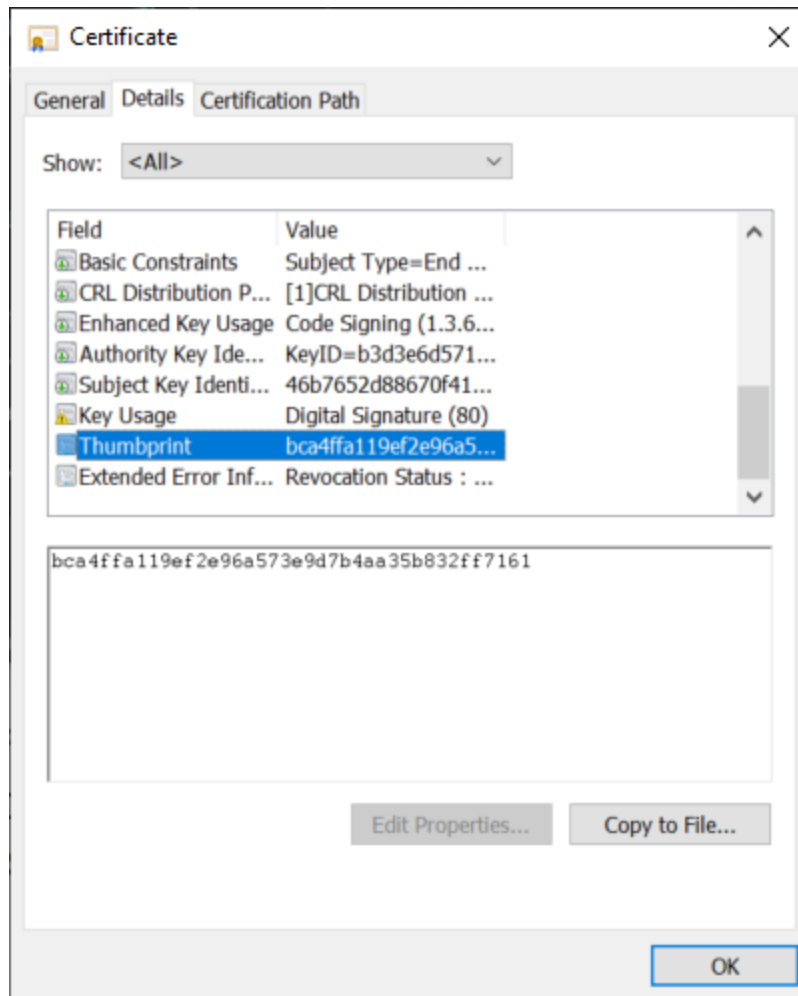 Certificate
General Details Certification Path
Show: <All>
Field Value
Basic Constraints Subject Type=End ...
CRL Distribution P... [1]CRL Distribution ...
Enhanced Key Usage Code Signing (1.3.6...
Authority Key Ide... KeyID=b3d3e6d571...
Subject Key Identi... 46b7652d88670f41...
Key Usage Digital Signature (80)
Thumbprint bca4ffa119ef2e96a5...
Extended Error Inf... Revocation Status : ...
bca4ffa119ef2e96a573e9d7b4aa35b832ff7161
Edit Properties... Copy to File...
OK